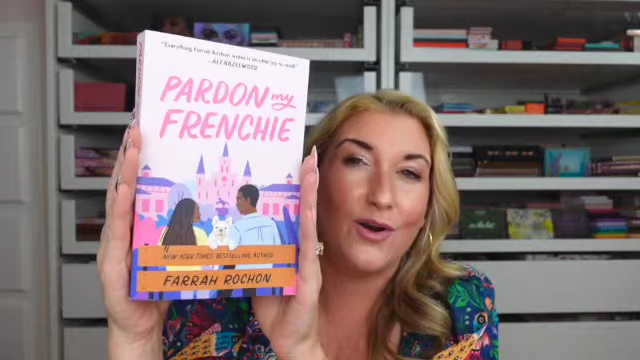 "Everything Farrah Rochon writes is an utter joy to read!"
-ALI HAZELWOOD
PARDON my
FRENCHIE
NEW YORK TIMES BESTSELLING AUTHOR
FARRAH ROCHON